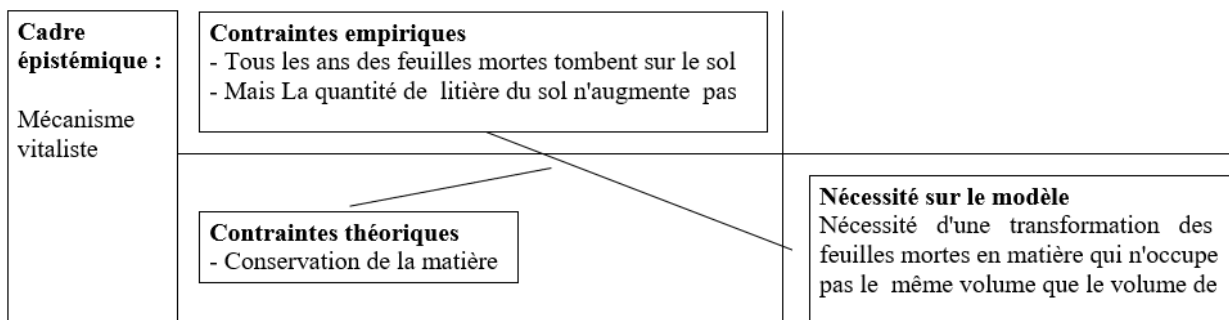 Cadre
épistémique :
Mécanisme
vitaliste
Contraintes empiriques
- Tous les ans des feuilles mortes tombent sur le sol
- Mais La quantité de litière du sol n'augmente pas
Contraintes théoriques
- Conservation de la matière
Nécessité sur le modèle
Nécessité d'une transformation des
feuilles mortes en matière qui n'occupe
pas le même volume que le volume de